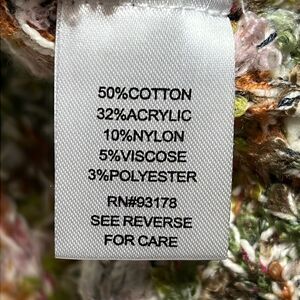 50%COTTON
32%ACRYLIC
10%NYLON
5%VISCOSE
3%POLYESTER
RN#93178
SEE REVERSE
FOR CARE